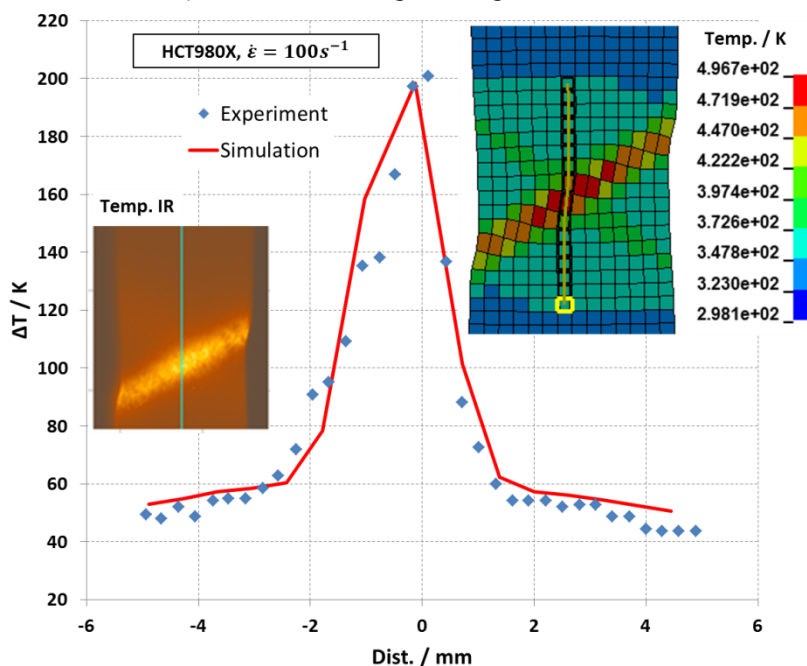 HCT980X, ε̇ = 100s⁻¹
Experiment
Simulation
Temp. IR
Temp. / K
4.967e+02
4.719e+02
4.470e+02
4.222e+02
3.974e+02
3.726e+02
3.478e+02
3.230e+02
2.981e+02
ΔT / K
220
200
180
160
140
120
100
80
60
40
20
-6
-4
-2
0
2
4
6
Dist. / mm